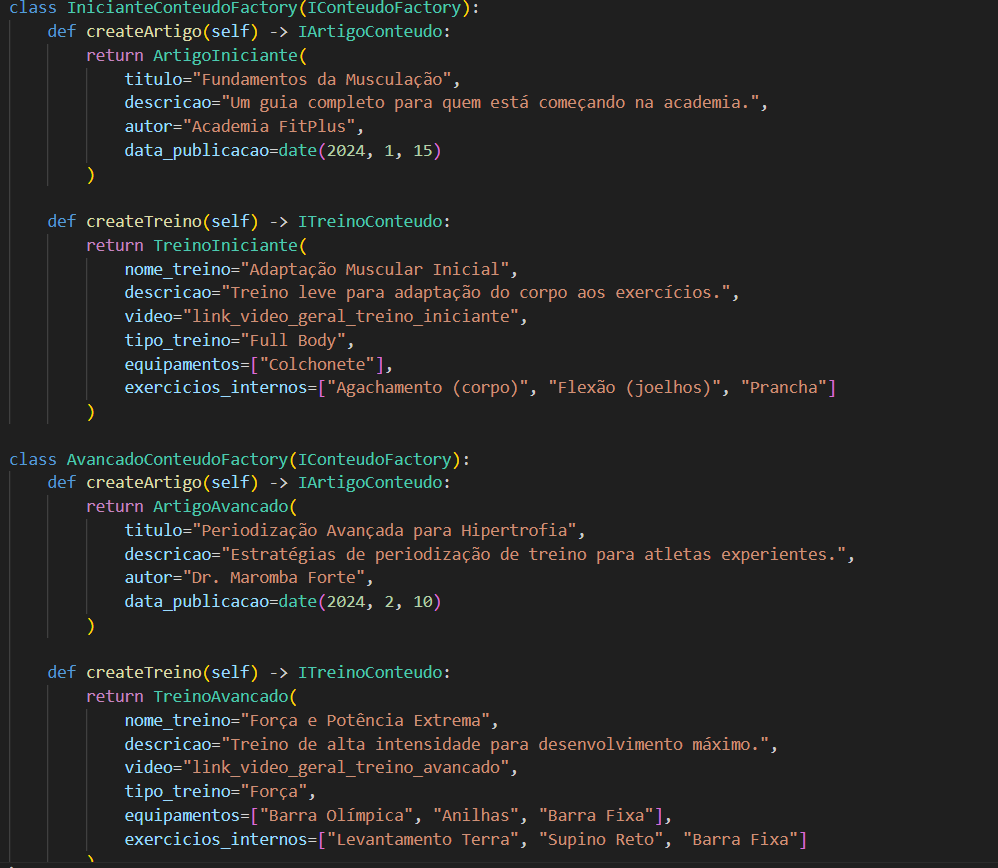 class InicianteConteudoFactory(IConteudoFactory):
    def createArtigo(self) -> IArtigoConteudo:
        return ArtigoIniciante(
            titulo="Fundamentos da Musculação",
            descricao="Um guia completo para quem está começando na academia.",
            autor="Academia FitPlus",
            data_publicacao=date(2024, 1, 15)
        )
    def createTreino(self) -> ITreinoConteudo:
        return TreinoIniciante(
            nome_treino="Adaptação Muscular Inicial",
            descricao="Treino leve para adaptação do corpo aos exercícios.",
            video="link_video_geral_treino_iniciante",
            tipo_treino="Full Body",
            equipamentos=["Colchonete"],
            exercicios_internos=["Agachamento (corpo)", "Flexão (joelhos)", "Prancha"]
        )
class AvancadoConteudoFactory(IConteudoFactory):
    def createArtigo(self) -> IArtigoConteudo:
        return ArtigoAvancado(
            titulo="Periodização Avançada para Hipertrofia",
            descricao="Estratégias de periodização de treino para atletas experientes.",
            autor="Dr. Maromba Forte",
            data_publicacao=date(2024, 2, 10)
        )
    def createTreino(self) -> ITreinoConteudo:
        return TreinoAvancado(
            nome_treino="Força e Potência Extrema",
            descricao="Treino de alta intensidade para desenvolvimento máximo.",
            video="link_video_geral_treino_avancado",
            tipo_treino="Força",
            equipamentos=["Barra Olímpica", "Anilhas", "Barra Fixa"],
            exercicios_internos=["Levantamento Terra", "Supino Reto", "Barra Fixa"]
        )